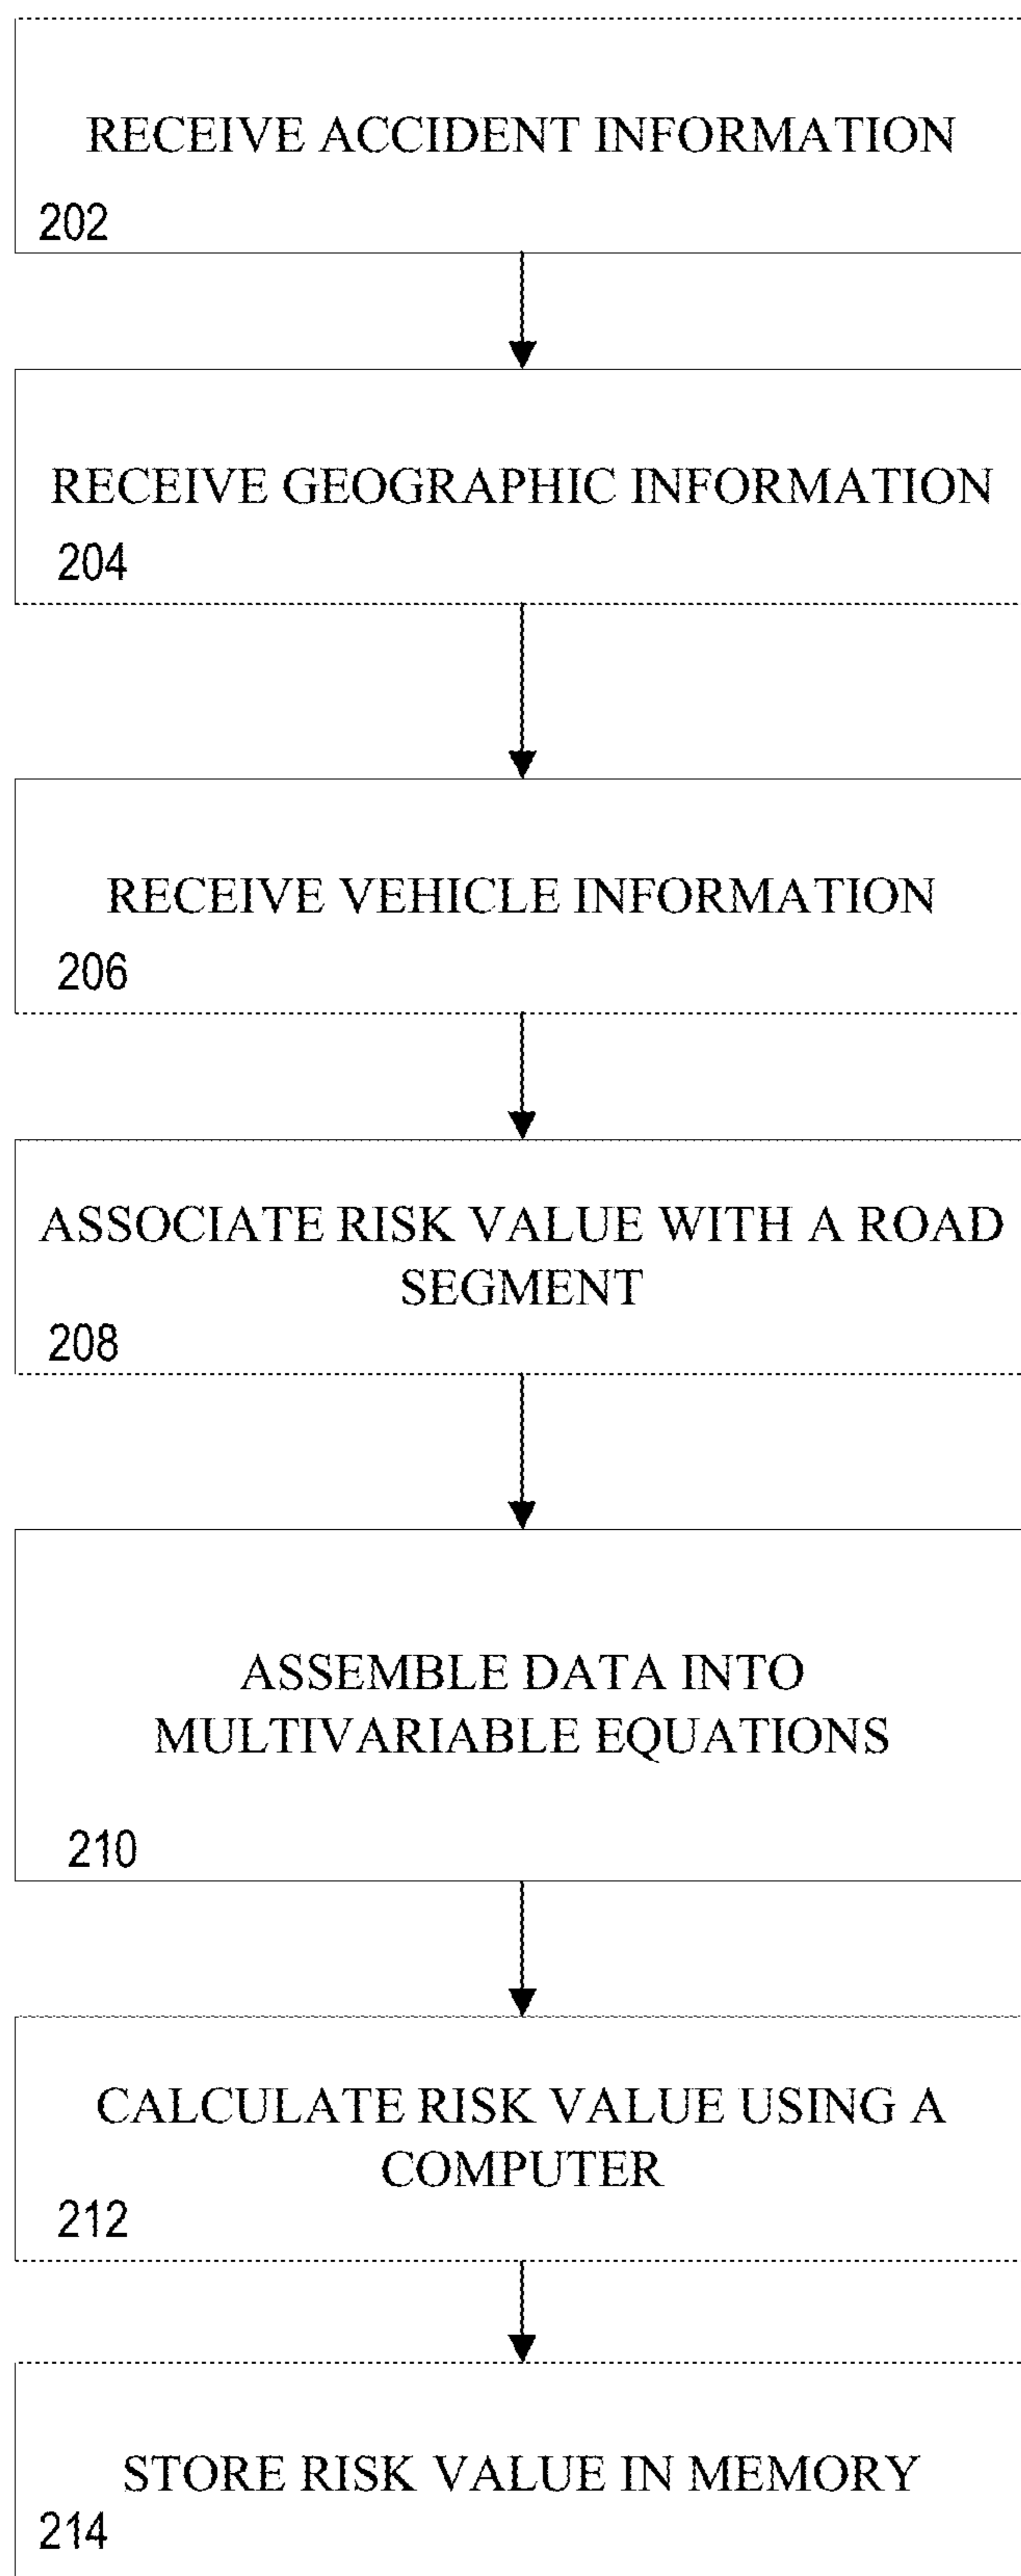 RECEIVE ACCIDENT INFORMATION
202
RECEIVE GEOGRAPHIC INFORMATION
204
RECEIVE VEHICLE INFORMATION
206
ASSOCIATE RISK VALUE WITH A ROAD
SEGMENT
208
ASSEMBLE DATA INTO
MULTIVARIABLE EQUATIONS
210
CALCULATE RISK VALUE USING A
COMPUTER
212
STORE RISK VALUE IN MEMORY
214